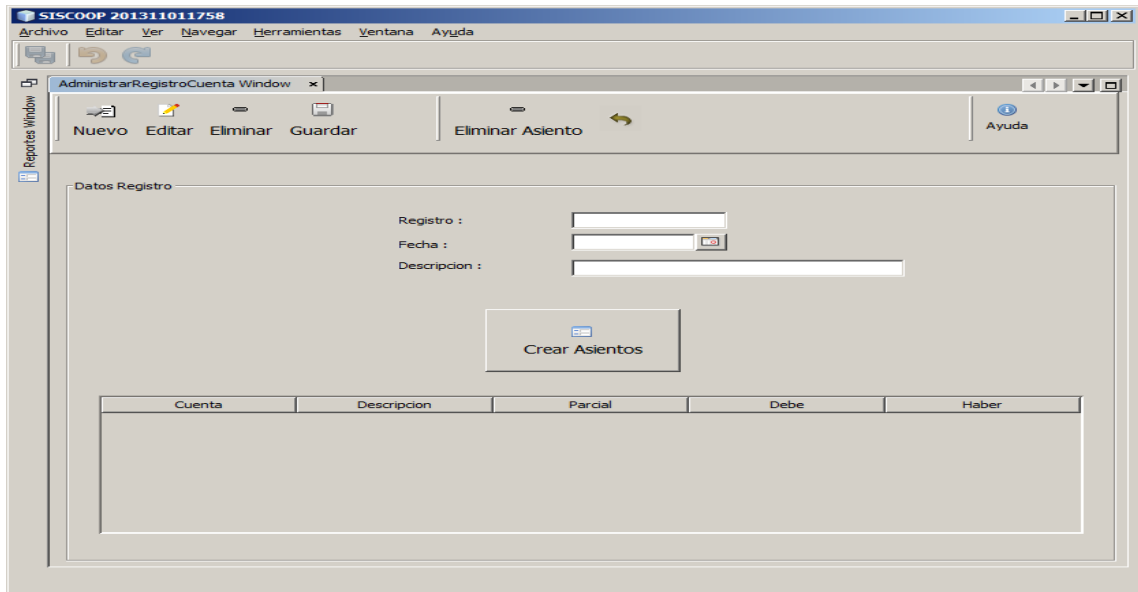 SISCOOP 201311011758
Archivo Editar Ver Navegar Herramientas Ventana Ayuda
Reportes Window
AdministrarRegistroCuenta Window
Nuevo Editar Eliminar Guardar Eliminar Asiento Ayuda
Datos Registro
Registro :
Fecha :
Descripcion :
Crear Asientos
Cuenta Descripcion Parcial Debe Haber